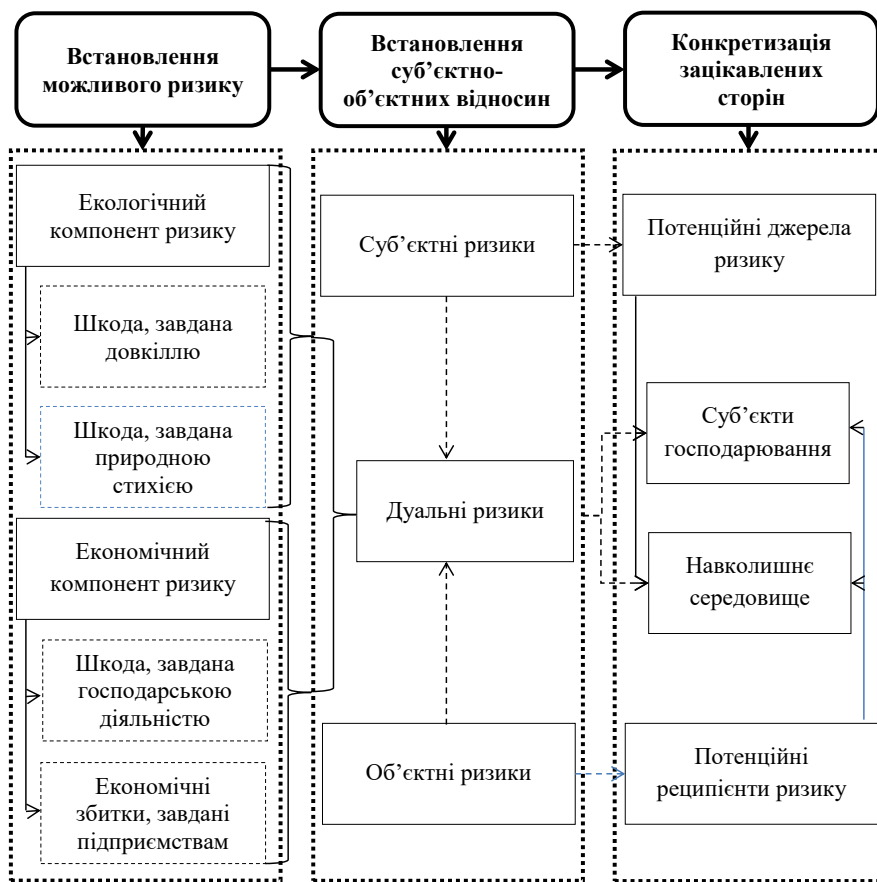 Встановлення
можливого ризику
Встановлення
суб’єктно-
об’єктних відносин
Конкретизація
зацікавлених
сторін
Екологічний
компонент ризику
Шкода, завдана
довкіллю
Шкода, завдана
природною
стихією
Економічний
компонент ризику
Шкода, завдана
господарською
діяльністю
Економічні
збитки, завдані
підприємствам
Суб’єктні ризики
Дуальні ризики
Об’єктні ризики
Потенційні джерела
ризику
Суб’єкти
господарювання
Навколишнє
середовище
Потенційні
реципієнти ризику